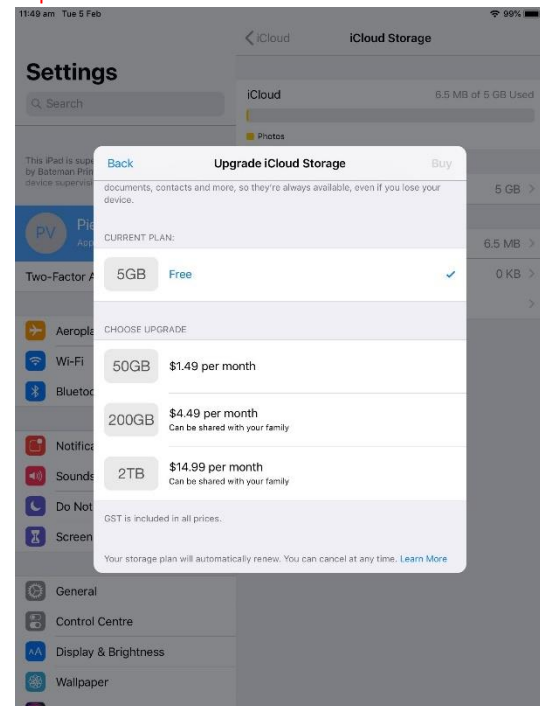 11:49 am Tue 5 Feb
99%
iCloud
iCloud Storage
Settings
Search
iCloud
6.5 MB of 5 GB Used
Photos
This iPad is supe
by Bateman Prin
device supervisi
Back
Upgrade iCloud Storage
Buy
documents, contacts and more, so they're always available, even if you lose your
device.
5 GB
PV
Pie
App
CURRENT PLAN:
6.5 MB
5GB
Free
Two-Factor A
0 KB
CHOOSE UPGRADE
Aeropla
50GB
$1.49 per month
Wi-Fi
Bluetoo
200GB
$4.49 per month
Can be shared with your family
Notifica
Sounds
2TB
$14.99 per month
Can be shared with your family
Do Not
GST is included in all prices.
Screen
Your storage plan will automatically renew. You can cancel at any time. Learn More
General
Control Centre
AA
Display & Brightness
Wallpaper